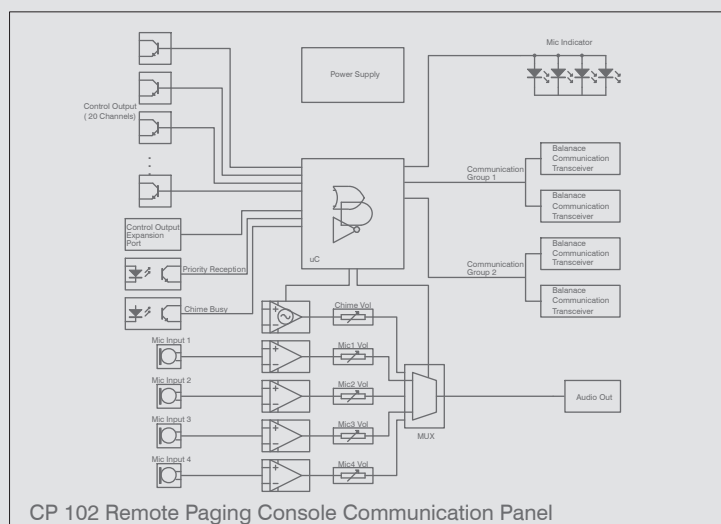 Mic Indicator
Power Supply
Control Output
( 20 Channels)
Balanace
Communication
Transceiver
Communication
Group 1
Balanace
Communication
Transceiver
Control Output
Expansion
Port
uC
Balanace
Communication
Transceiver
Communication
Group 2
Priority Reception
Balanace
Communication
Transceiver
Chime Busy
Chime Vol
Mic Input 1
Mic1 Vol
Mic Input 2
Mic2 Vol
Audio Out
Mic Input 3
Mic3 Vol
MUX
Mic Input 4
Mic4 Vol
CP 102 Remote Paging Console Communication Panel